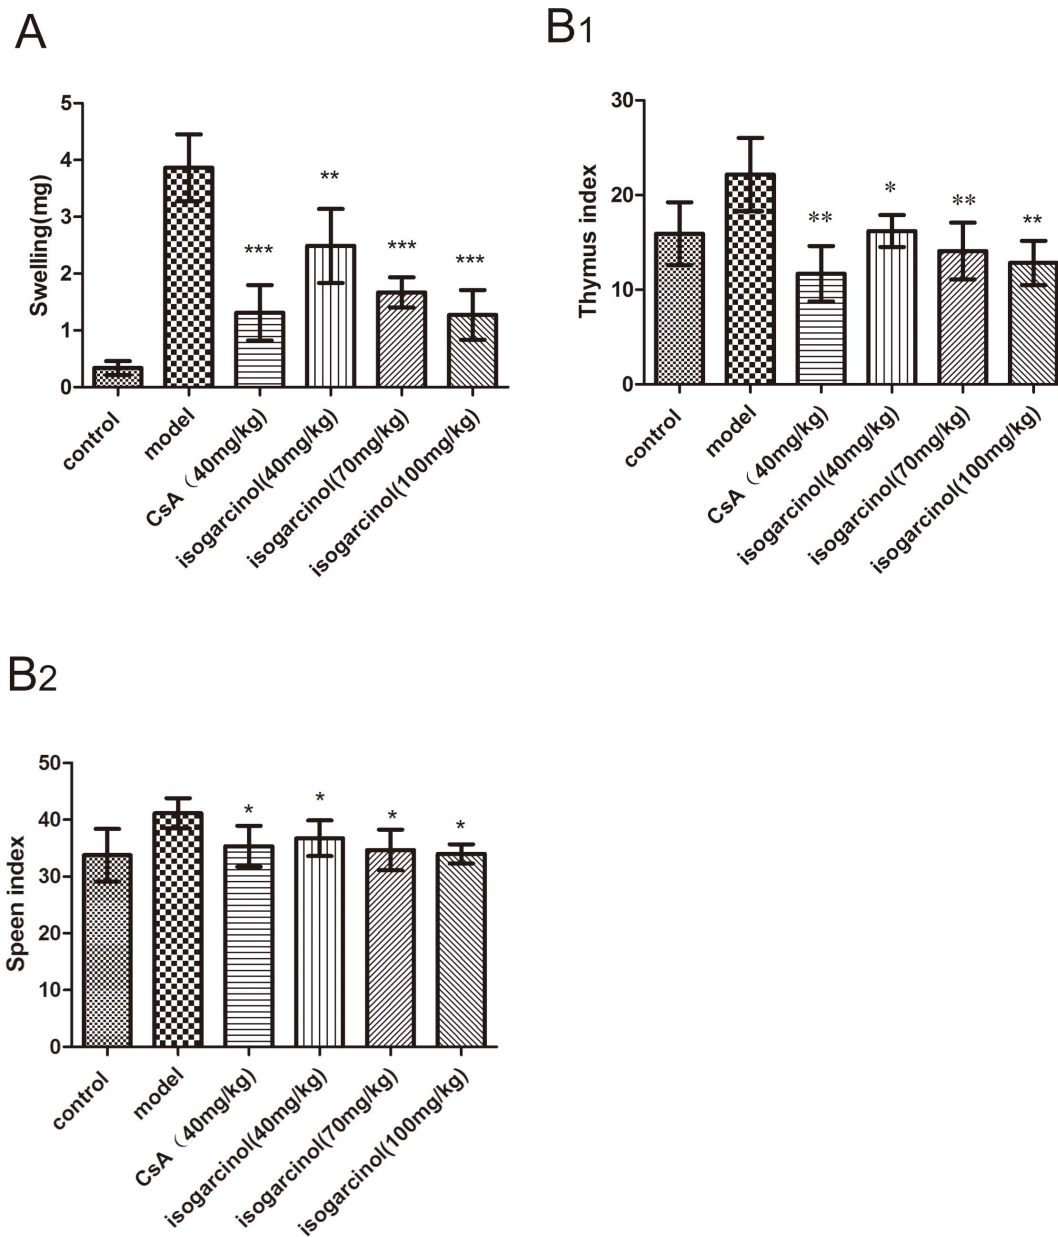 A
Swelling(mg)
5
4
3
2
1
0
***
**
***
***
control
model
CsA（40mg/kg)
isogarcinol(40mg/kg)
isogarcinol(70mg/kg)
isogarcinol(100mg/kg)
B1
Thymus index
30
20
10
0
**
*
**
**
control
model
CsA（40mg/kg)
isogarcinol(40mg/kg)
isogarcinol(70mg/kg)
isogarcinol(100mg/kg)
B2
Speen index
50
40
30
20
10
0
*
*
*
*
control
model
CsA（40mg/kg)
isogarcinol(40mg/kg)
isogarcinol(70mg/kg)
isogarcinol(100mg/kg)